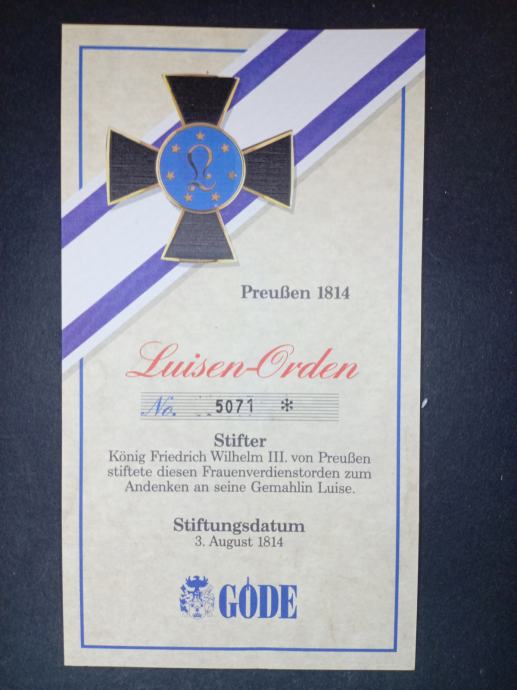 L
Preußen 1814
Luisen-Orden
No. 5071 *
Stifter
König Friedrich Wilhelm III. von Preußen
stiftete diesen Frauenverdienstorden zum
Andenken an seine Gemahlin Luise.
Stiftungsdatum
3. August 1814
GÖDE